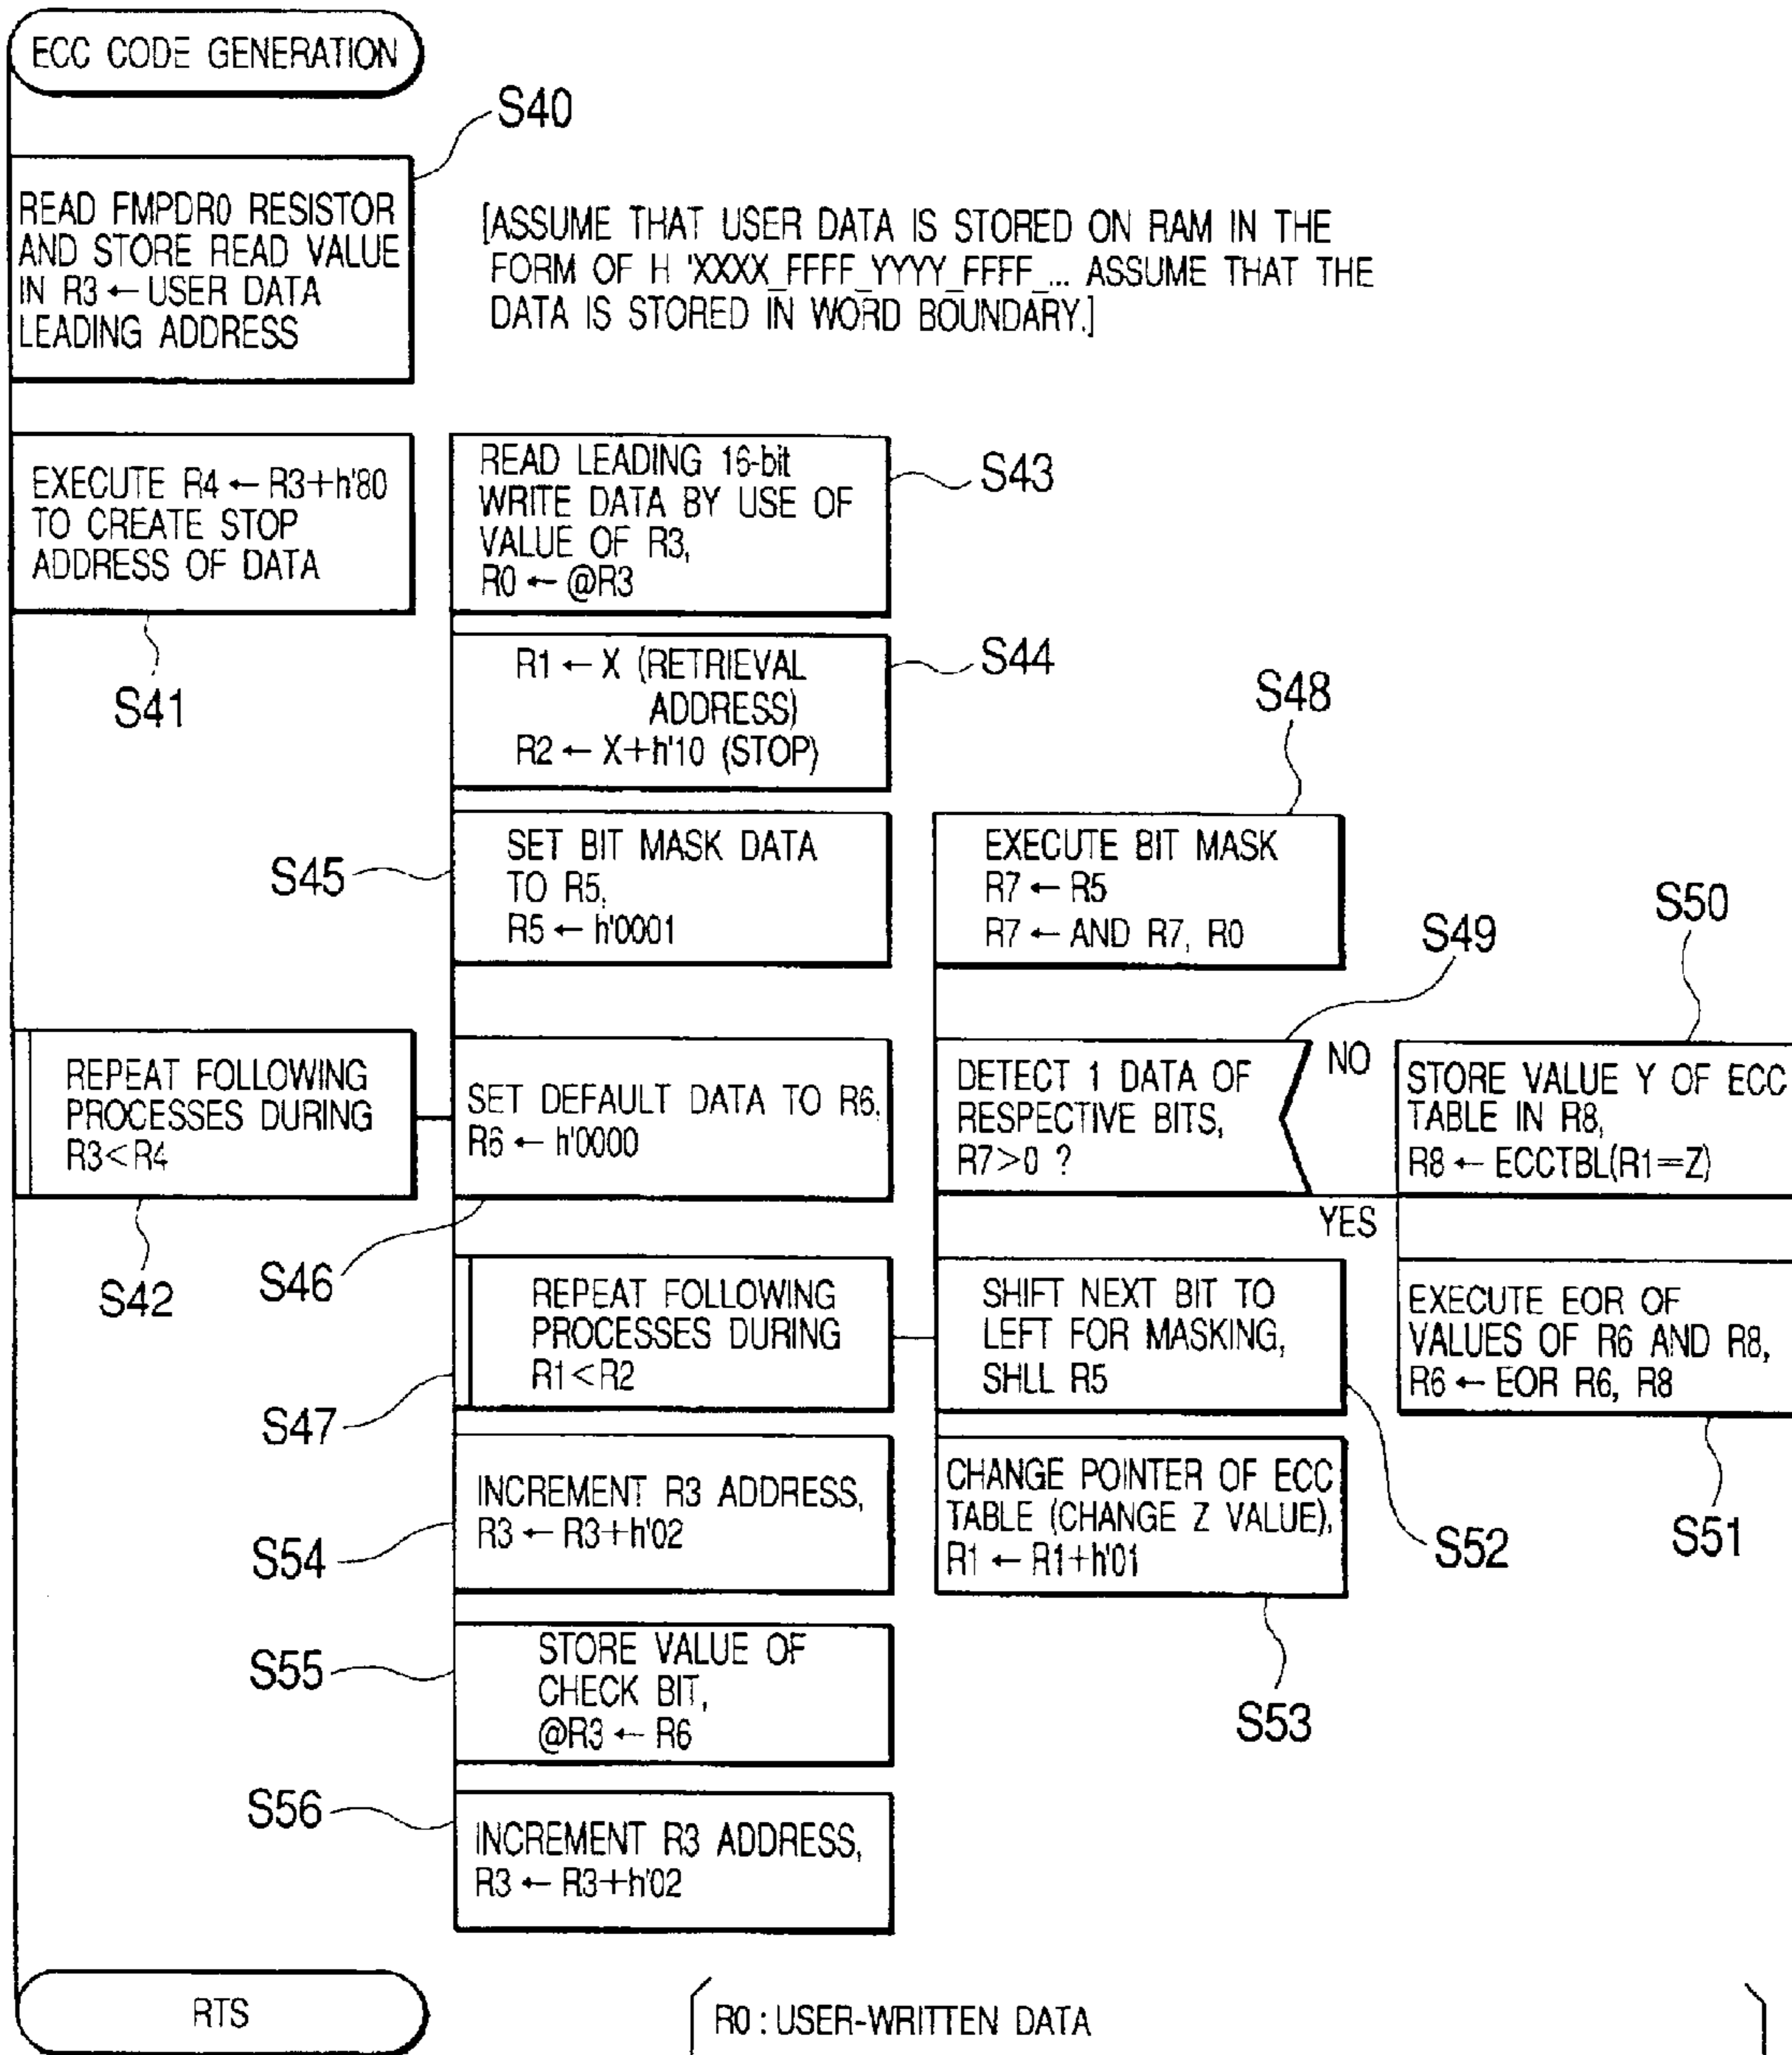 ECC CODE GENERATION
S40
READ FMPDR0 RESISTOR
AND STORE READ VALUE
IN R3 ← USER DATA
LEADING ADDRESS
[ASSUME THAT USER DATA IS STORED ON RAM IN THE
FORM OF H 'XXXX_FFFF_YYYY_FFFF_... ASSUME THAT THE
DATA IS STORED IN WORD BOUNDARY.]
EXECUTE R4 ← R3+h'80
TO CREATE STOP
ADDRESS OF DATA
S41
READ LEADING 16-bit
WRITE DATA BY USE OF
VALUE OF R3,
R0 ← @R3
S43
R1 ← X (RETRIEVAL
ADDRESS)
R2 ← X+h'10 (STOP)
S44
S45
SET BIT MASK DATA
TO R5,
R5 ← h'0001
S48
EXECUTE BIT MASK
R7 ← R5
R7 ← AND R7, R0
S49
S50
REPEAT FOLLOWING
PROCESSES DURING
R3<R4
S42
SET DEFAULT DATA TO R6,
R6 ← h'0000
S46
DETECT 1 DATA OF
RESPECTIVE BITS,
R7>0 ?
NO
YES
STORE VALUE Y OF ECC
TABLE IN R8,
R8 ← ECCTBL(R1=Z)
REPEAT FOLLOWING
PROCESSES DURING
R1<R2
S47
SHIFT NEXT BIT TO
LEFT FOR MASKING,
SHLL R5
S52
EXECUTE EOR OF
VALUES OF R6 AND R8,
R6 ← EOR R6, R8
S51
INCREMENT R3 ADDRESS,
R3 ← R3+h'02
S54
CHANGE POINTER OF ECC
TABLE (CHANGE Z VALUE),
R1 ← R1+h'01
S53
S55
STORE VALUE OF
CHECK BIT,
@R3 ← R6
S56
INCREMENT R3 ADDRESS,
R3 ← R3+h'02
RTS
R0 : USER-WRITTEN DATA